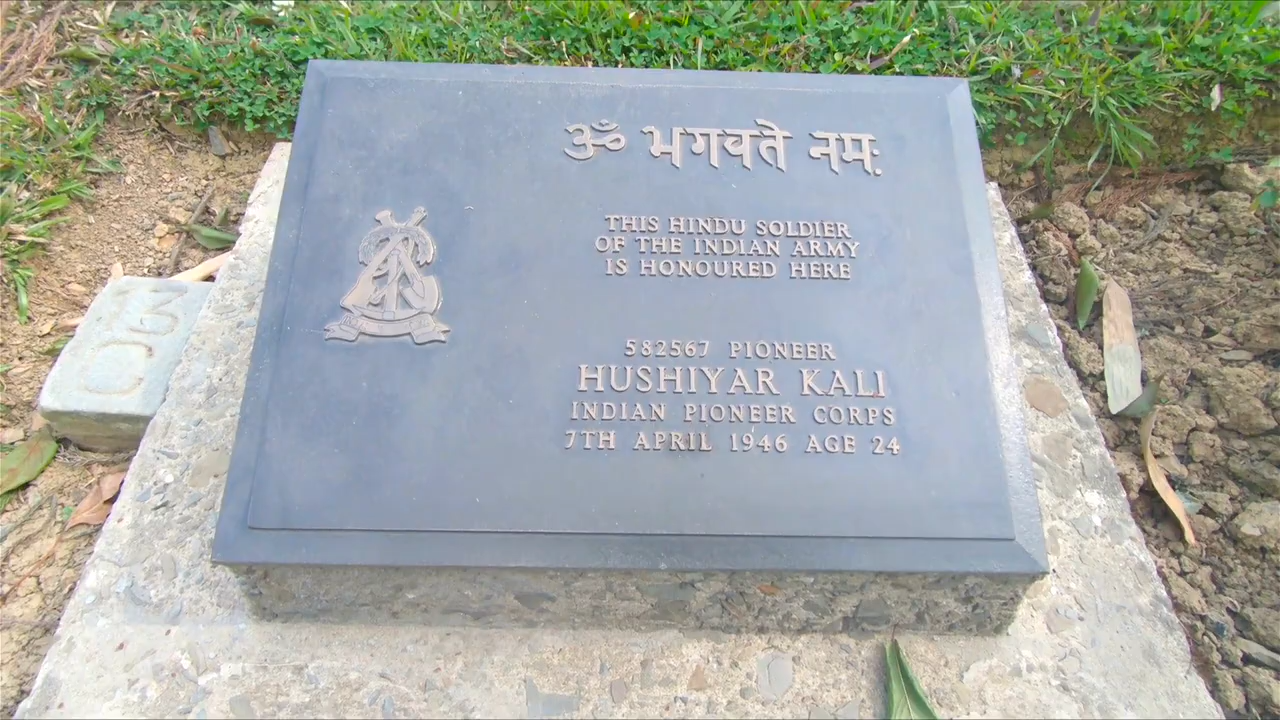 ॐ भगवते नमः
THIS HINDU SOLDIER
OF THE INDIAN ARMY
IS HONOURED HERE
582567 PIONEER
HUSHIYAR KALI
INDIAN PIONEER CORPS
7TH APRIL 1946 AGE 24